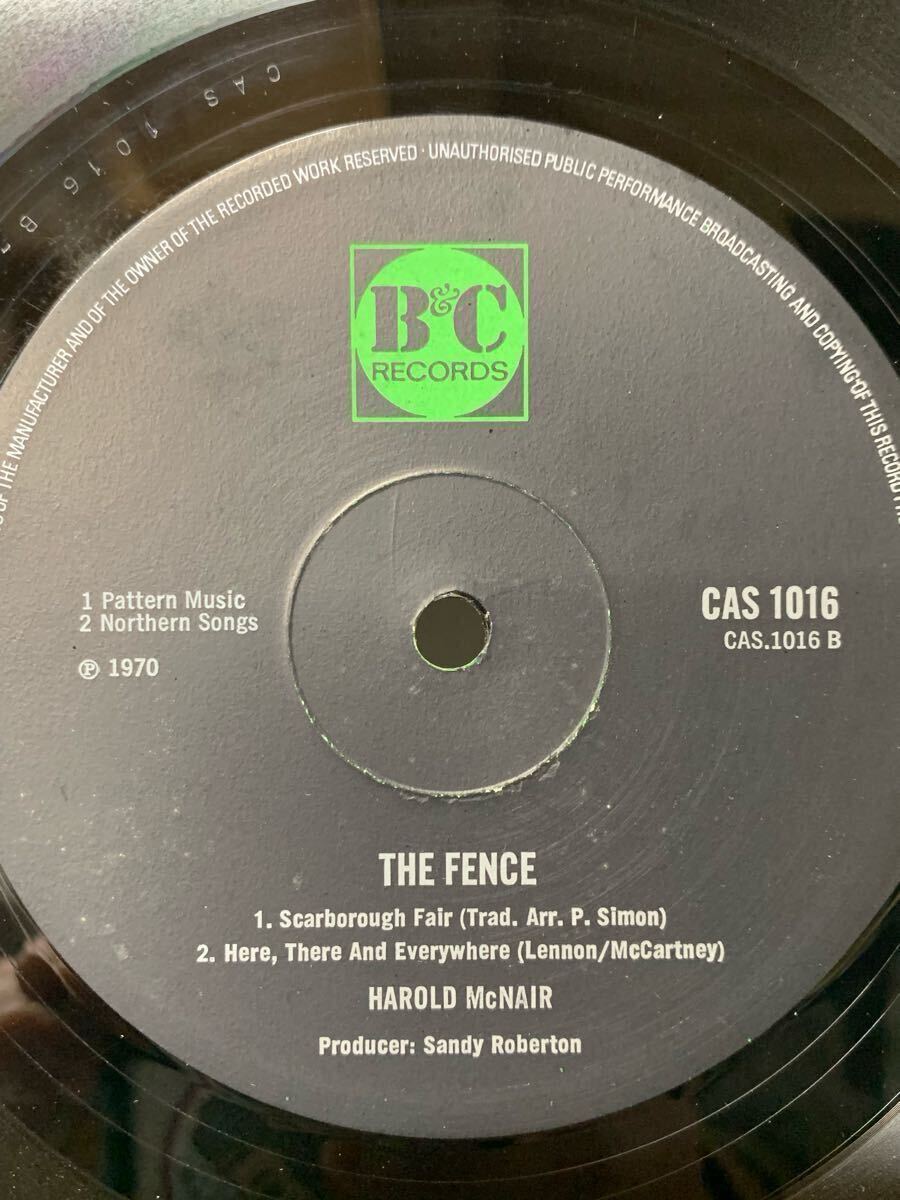 CAS 1016 B
OF THE MANUFACTURER AND OF THE OWNER OF THE RECORDED WORK RESERVED · UNAUTHORISED PUBLIC PERFORMANCE BROADCASTING AND COPYING OF THIS RECORD
B&C
RECORDS
1 Pattern Music
2 Northern Songs
℗ 1970
CAS 1016
CAS.1016 B
THE FENCE
1. Scarborough Fair (Trad. Arr. P. Simon)
2. Here, There And Everywhere (Lennon/McCartney)
HAROLD McNAIR
Producer: Sandy Roberton